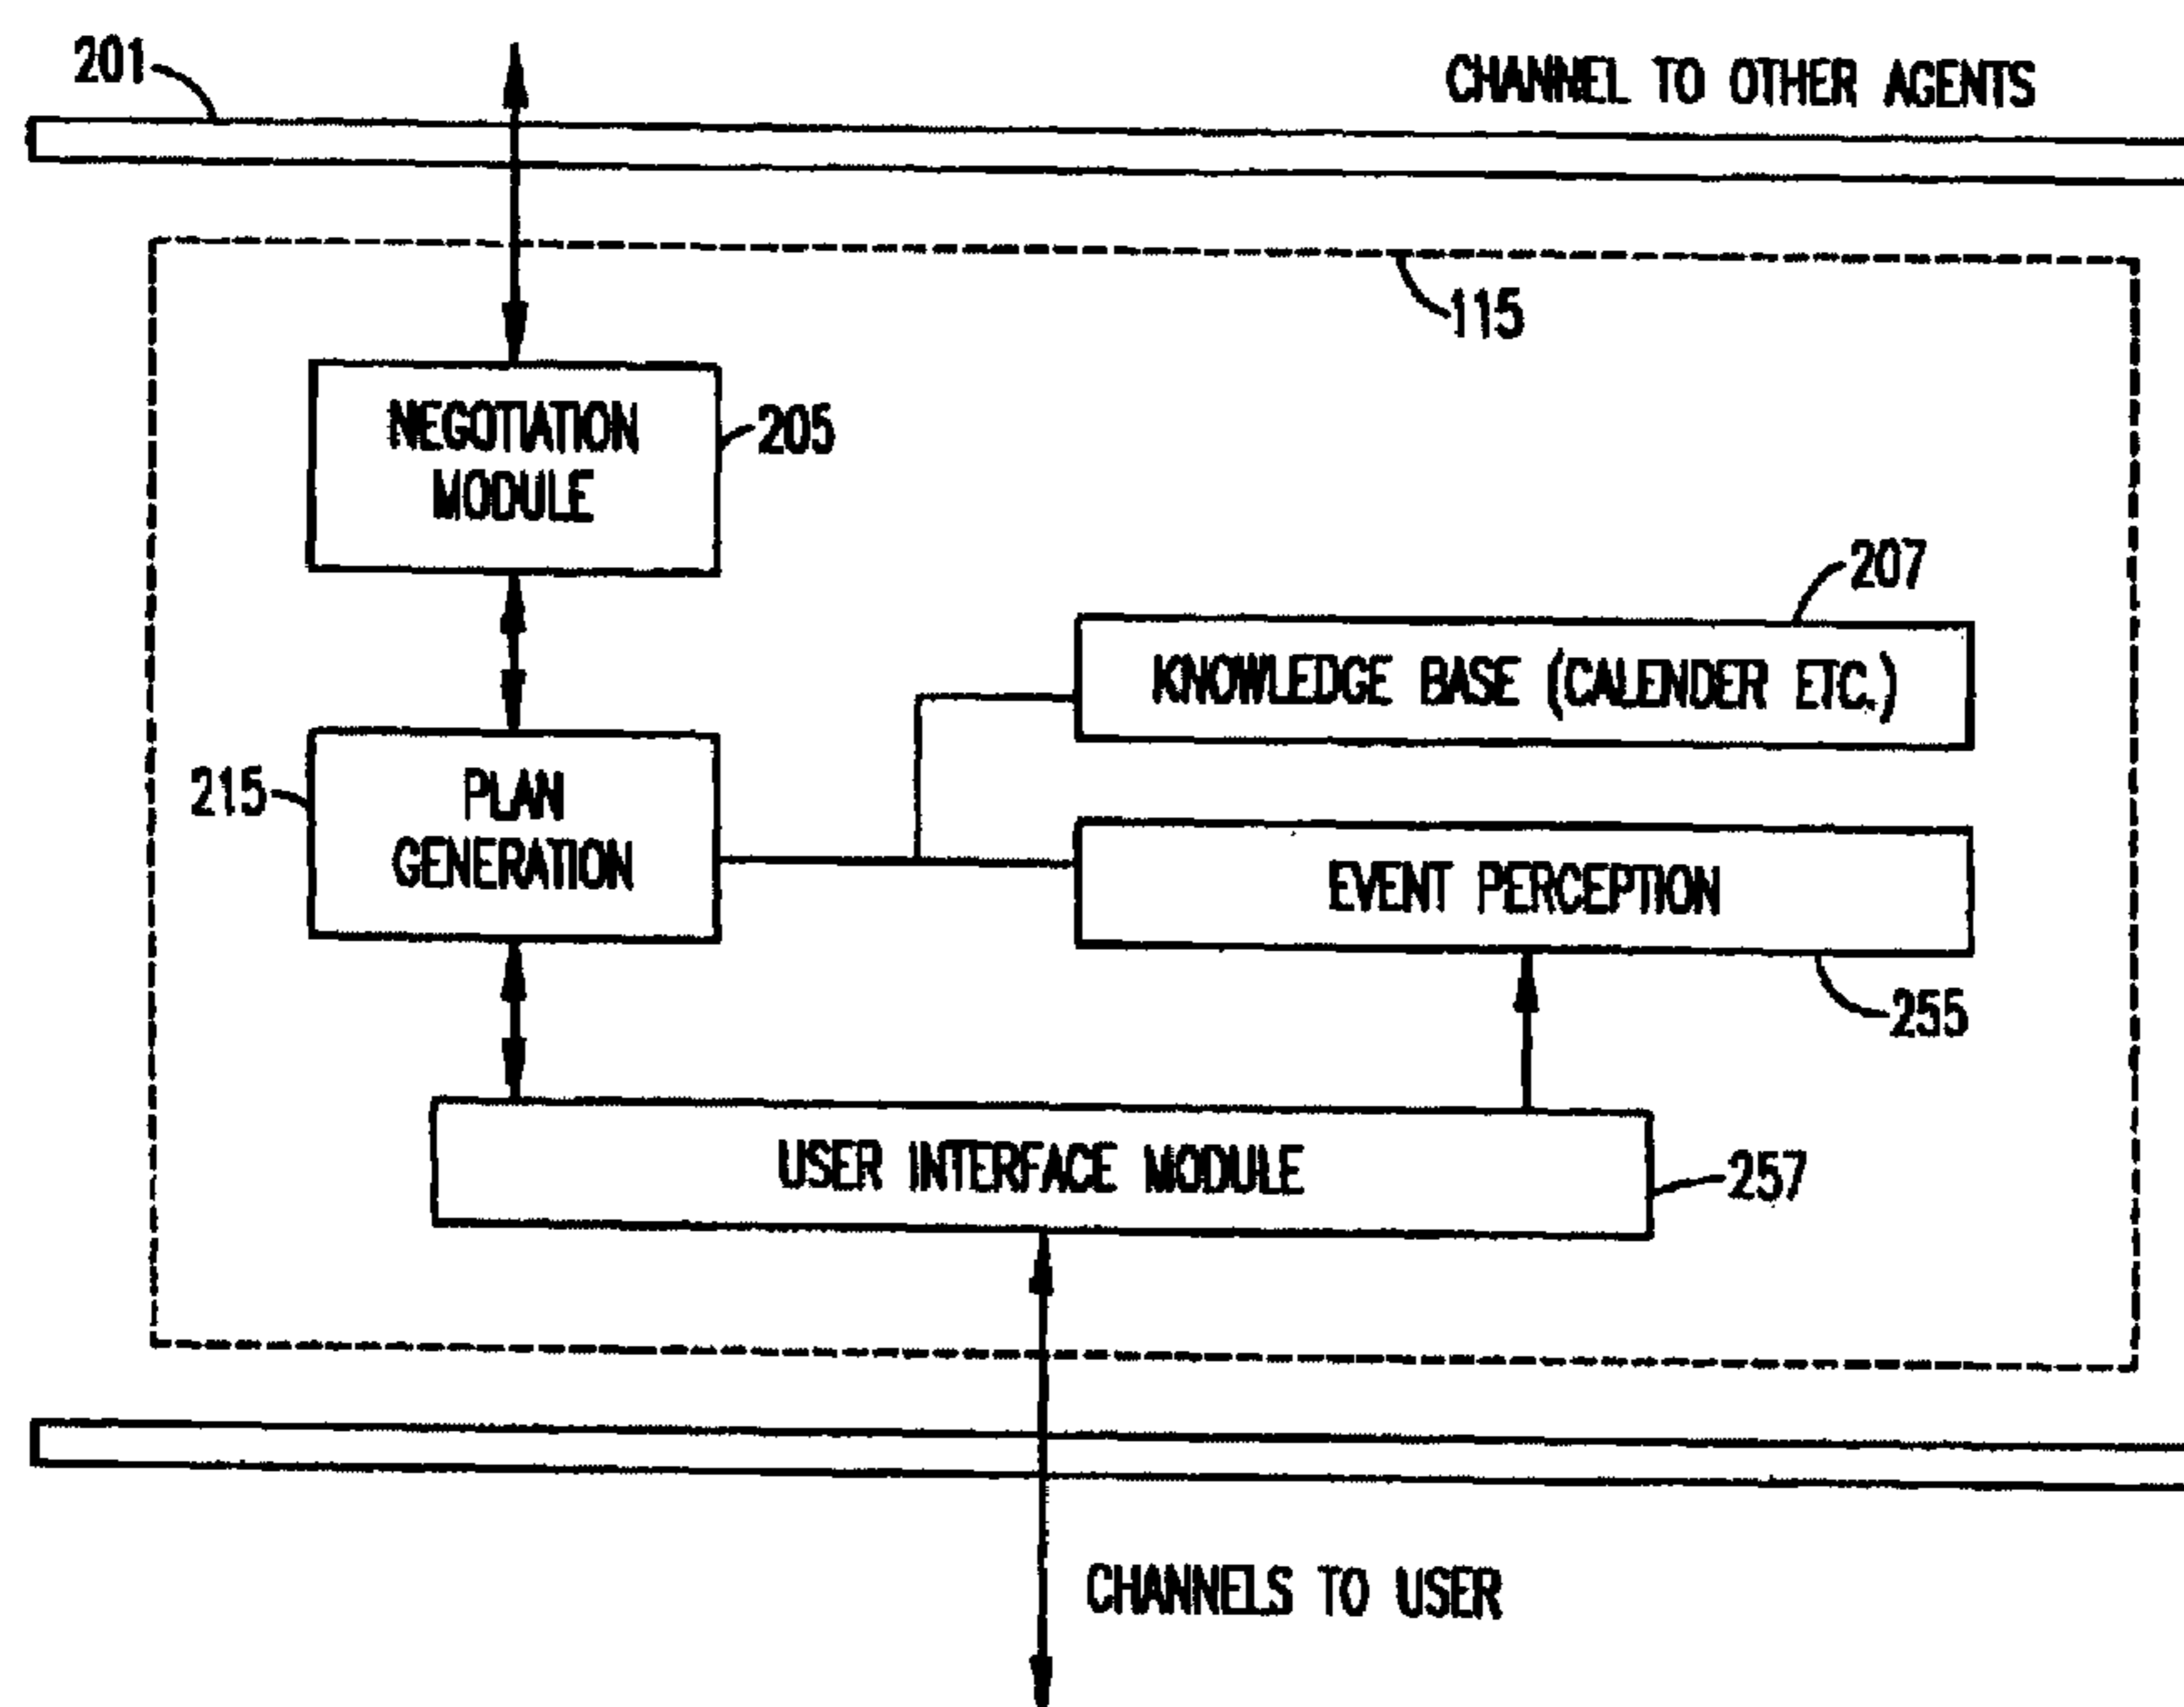 201
CHANNEL TO OTHER AGENTS
115
NEGOTIATION
MODULE
205
207
KNOWLEDGE BASE (CALENDER ETC.)
215
PLAN
GENERATION
EVENT PERCEPTION
255
USER INTERFACE MODULE
257
CHANNELS TO USER